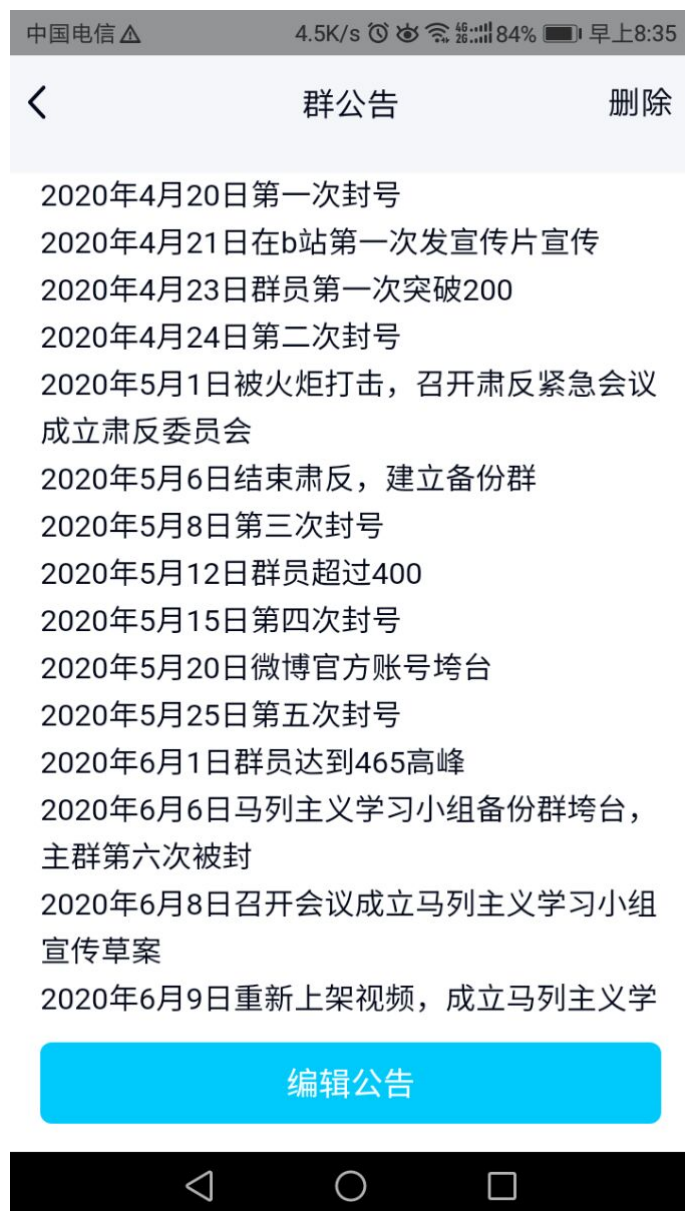 中国电信 4.5K/s 46 26 84% 早上8:35
群公告 删除
2020年4月20日第一次封号
2020年4月21日在b站第一次发宣传片宣传
2020年4月23日群员第一次突破200
2020年4月24日第二次封号
2020年5月1日被火炬打击，召开肃反紧急会议
成立肃反委员会
2020年5月6日结束肃反，建立备份群
2020年5月8日第三次封号
2020年5月12日群员超过400
2020年5月15日第四次封号
2020年5月20日微博官方账号垮台
2020年5月25日第五次封号
2020年6月1日群员达到465高峰
2020年6月6日马列主义学习小组备份群垮台，
主群第六次被封
2020年6月8日召开会议成立马列主义学习小组
宣传草案
2020年6月9日重新上架视频，成立马列主义学
编辑公告